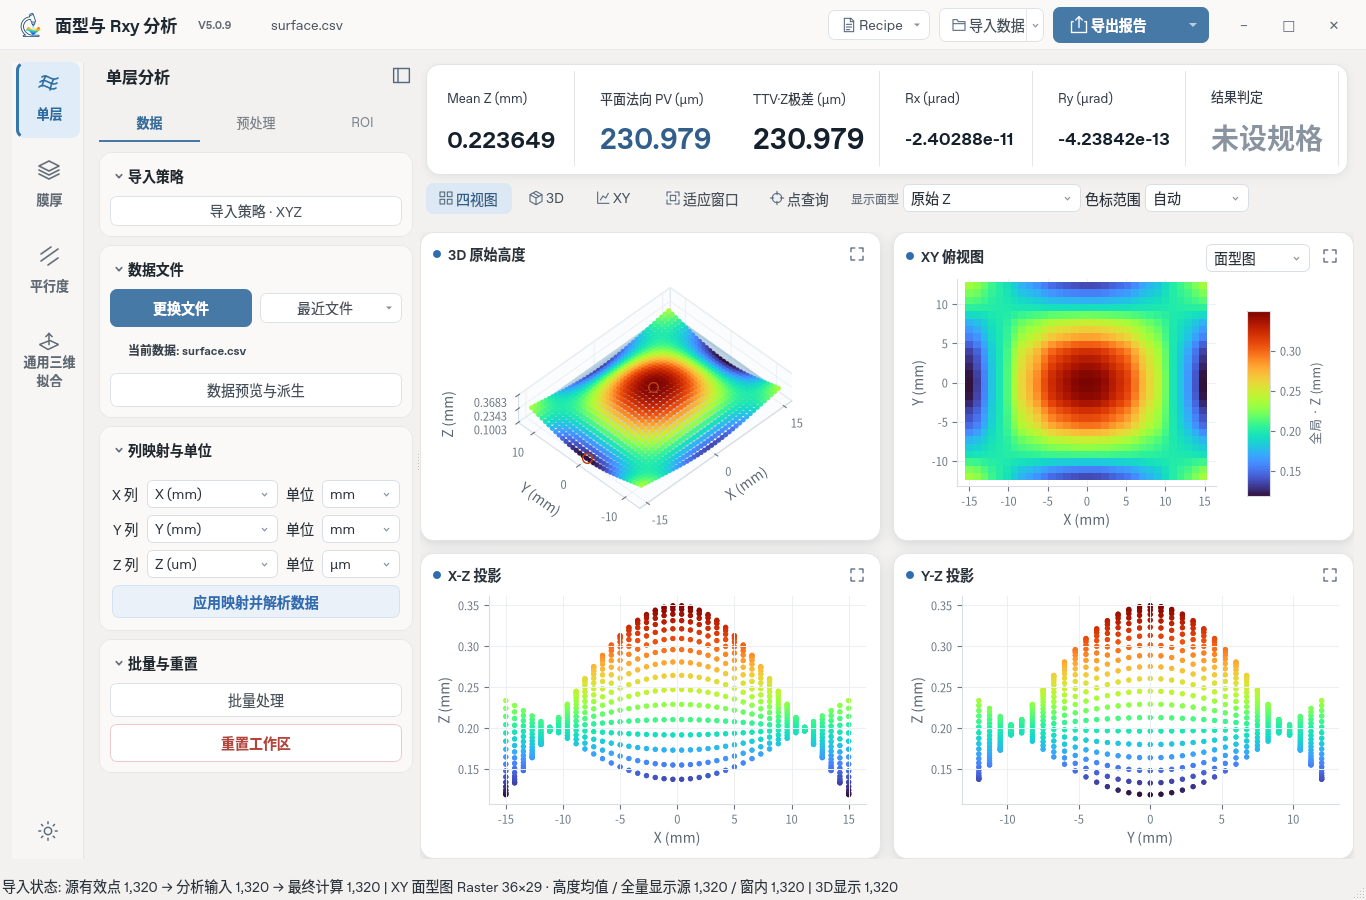 面型与 Rxy 分析 V5.0.9 surface.csv Recipe 导入数据 导出报告
单层
膜厚
平行度
通用三维
拟合
单层分析
数据 预处理 ROI
导入策略
导入策略 · XYZ
数据文件
更换文件 最近文件
当前数据: surface.csv
数据预览与派生
列映射与单位
X 列 X (mm) 单位 mm
Y 列 Y (mm) 单位 mm
Z 列 Z (um) 单位 µm
应用映射并解析数据
批量与重置
批量处理
重置工作区
Mean Z (mm) 平面法向 PV (µm) TTV·Z极差 (µm) Rx (µrad) Ry (µrad) 结果判定
0.223649 230.979 230.979 -2.40288e-11 -4.23842e-13 未设规格
四视图 3D XY 适应窗口 点查询 显示面型 原始 Z 色标范围 自动
3D 原始高度
Z (mm)
0.3683
0.2343
0.1003
10
0
-10
Y (mm)
-15
0
15
X (mm)
XY 俯视图 面型图
10
5
0
-5
-10
Y (mm)
-15 -10 -5 0 5 10 15
X (mm)
0.30
0.25
0.20
0.15
全局 · Z (mm)
X-Z 投影
0.35
0.30
0.25
0.20
0.15
Z (mm)
-15 -10 -5 0 5 10 15
X (mm)
Y-Z 投影
0.35
0.30
0.25
0.20
0.15
Z (mm)
-10 -5 0 5 10
Y (mm)
导入状态: 源有效点 1,320 → 分析输入 1,320 → 最终计算 1,320 | XY 面型图 Raster 36×29 · 高度均值 / 全量显示源 1,320 / 窗内 1,320 | 3D显示 1,320